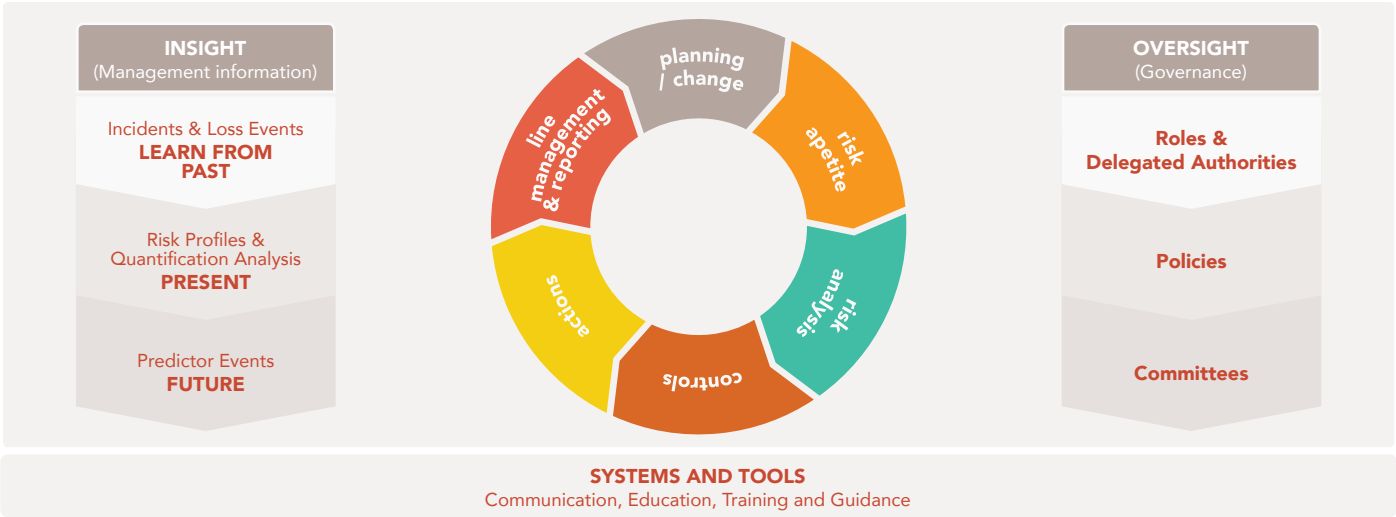 INSIGHT
(Management information)
Incidents & Loss Events
LEARN FROM
PAST
Risk Profiles &
Quantification Analysis
PRESENT
Predictor Events
FUTURE
planning
/ change
risk
apetite
risk
analysis
controls
actions
line
management
& reporting
OVERSIGHT
(Governance)
Roles &
Delegated Authorities
Policies
Committees
SYSTEMS AND TOOLS
Communication, Education, Training and Guidance